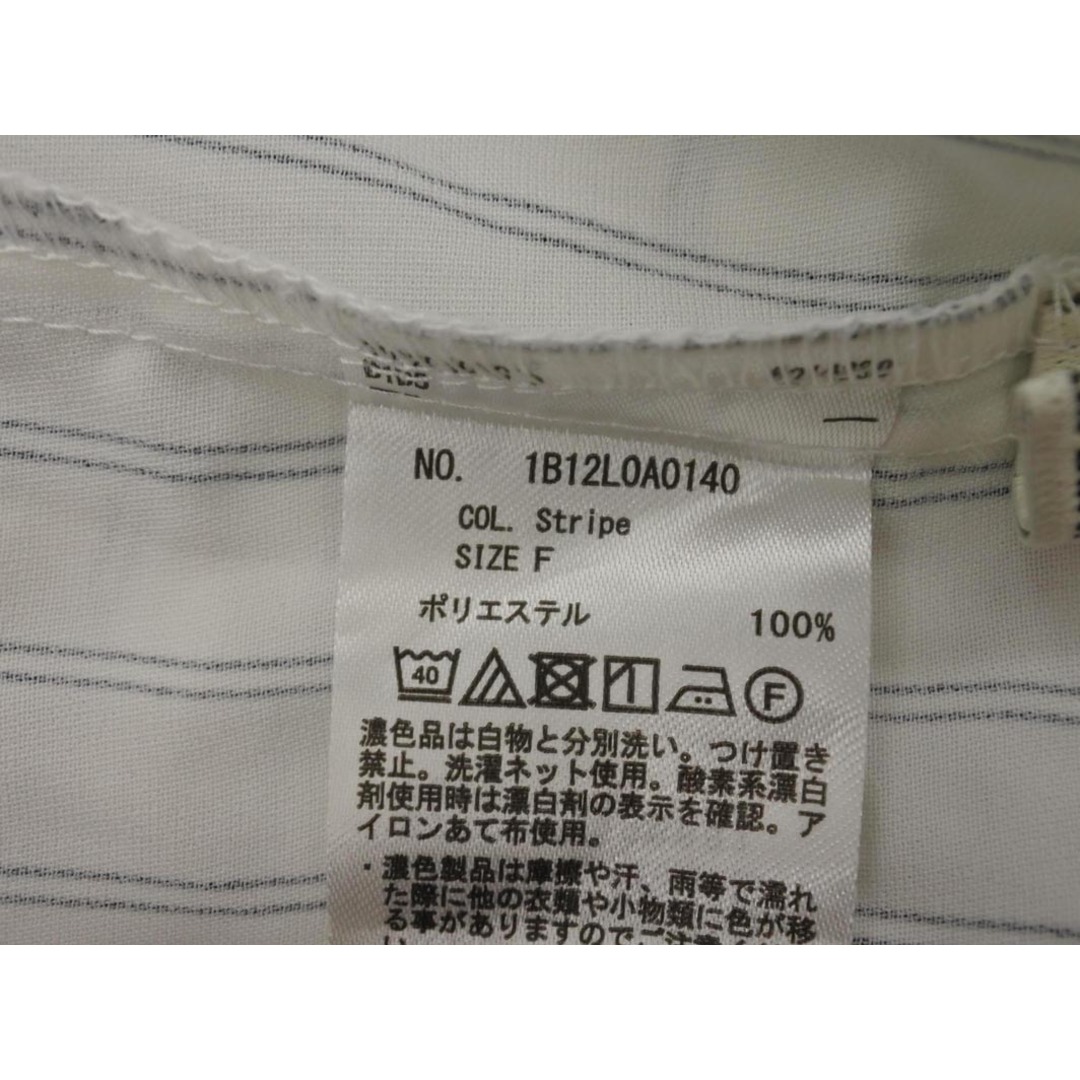 NO. 1B12L0A0140
COL. Stripe
SIZE F
ポリエステル 100%
40
F
濃色品は白物と分別洗い。つけ置き
禁止。洗濯ネット使用。酸素系漂白
剤使用時は漂白剤の表示を確認。ア
イロンあて布使用。
・濃色製品は摩擦や汗、雨等で濡れ
た際に他の衣類や小物類に色が移
る事がありますので、ご注意く